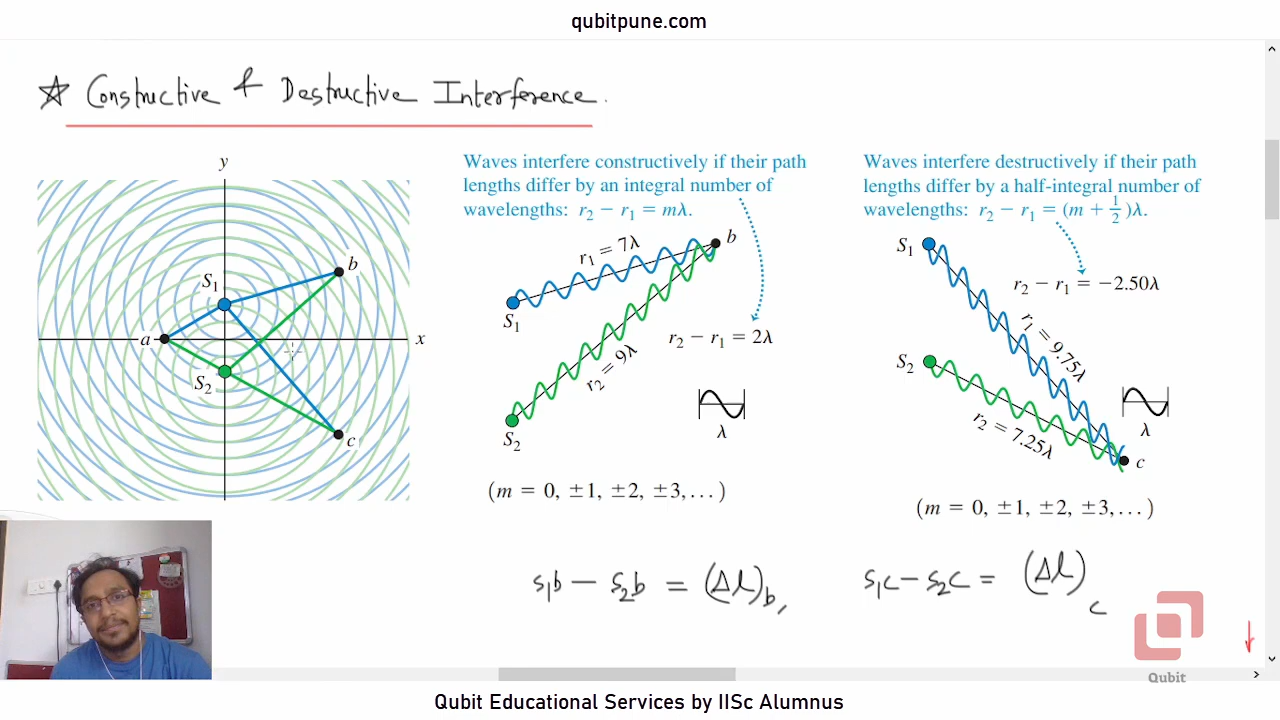 qubitpune.com
☆ Constructive & Destructive Interference.
y
b
S₁
a
x
S₂
c
Waves interfere constructively if their path
lengths differ by an integral number of
wavelengths: r₂ − r₁ = mλ.
r₁ = 7λ
b
S₁
r₂ − r₁ = 2λ
r₂ = 9λ
λ
S₂
(m = 0, ±1, ±2, ±3,...)
Waves interfere destructively if their path
lengths differ by a half-integral number of
wavelengths: r₂ − r₁ = (m + ½)λ.
S₁
r₂ − r₁ = −2.50λ
r₁ = 9.75λ
S₂
r₂ = 7.25λ
λ
c
(m = 0, ±1, ±2, ±3,...)
S₁b − S₂b = (Δl)b,
S₁c − S₂c = (Δl)c
Qubit
Qubit Educational Services by IISc Alumnus